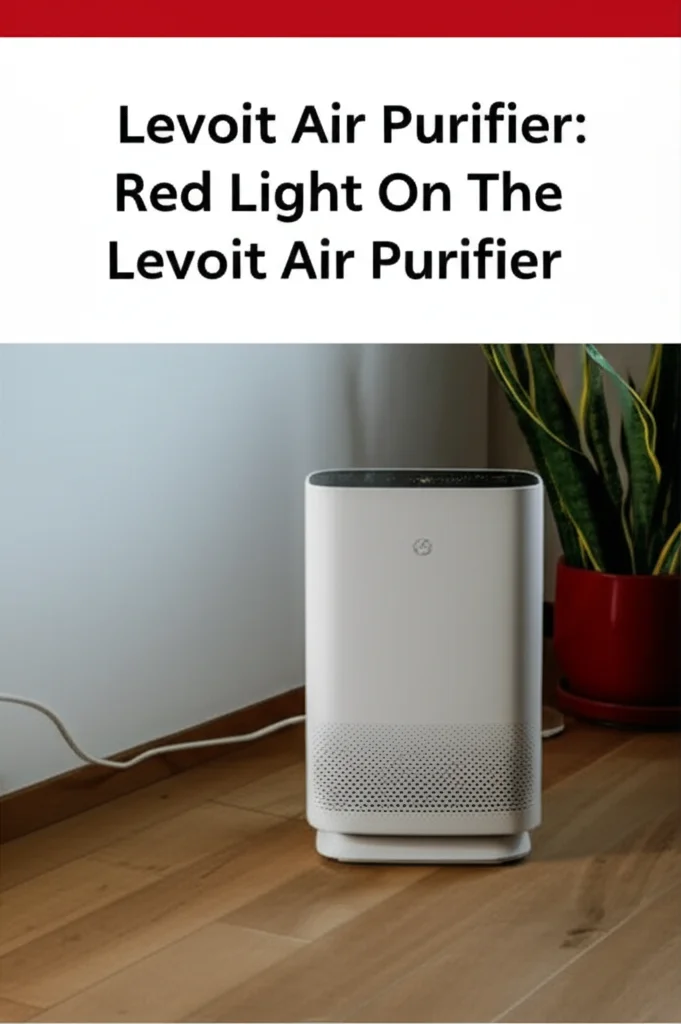 Levoit Air Purifier:
Red Light On The
Levoit Air Purifier